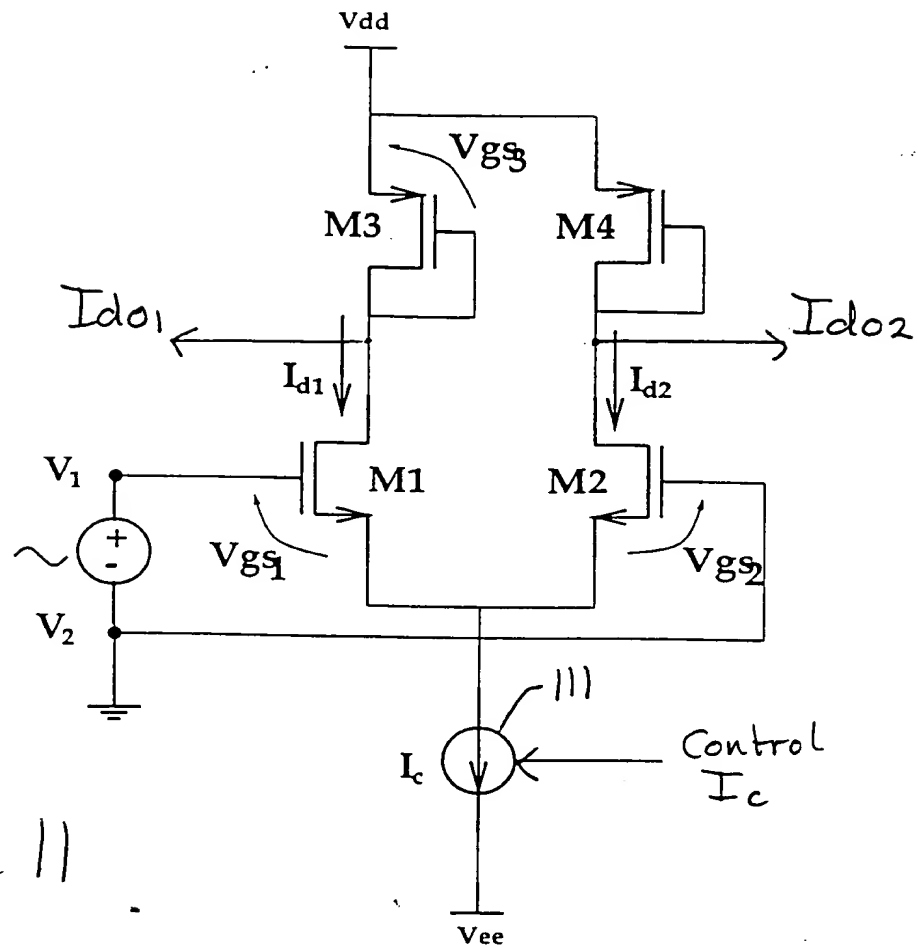 Vdd
Vgs3
M3
M4
Ido1
Ido2
Id1
Id2
V1
M1
M2
+
-
Vgs1
Vgs2
V2
111
Ic
Control
Ic
11
Vee